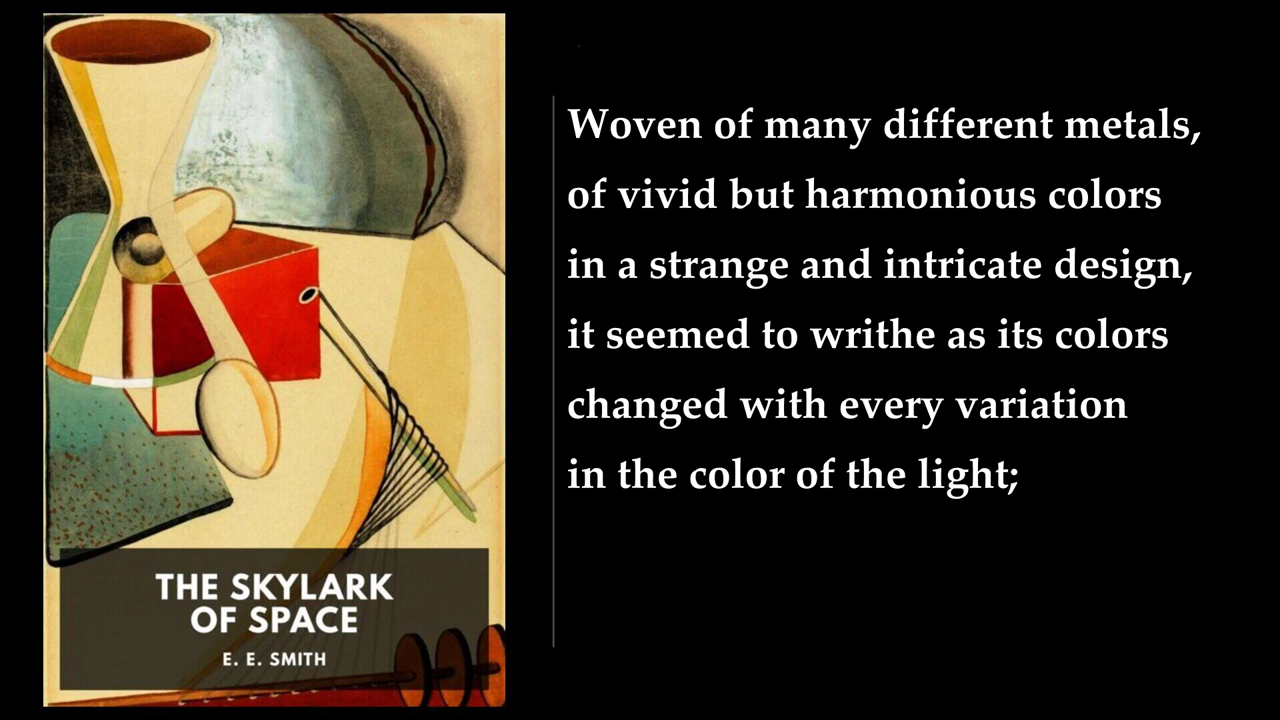 THE SKYLARK
OF SPACE
E. E. SMITH
Woven of many different metals,
of vivid but harmonious colors
in a strange and intricate design,
it seemed to writhe as its colors
changed with every variation
in the color of the light;